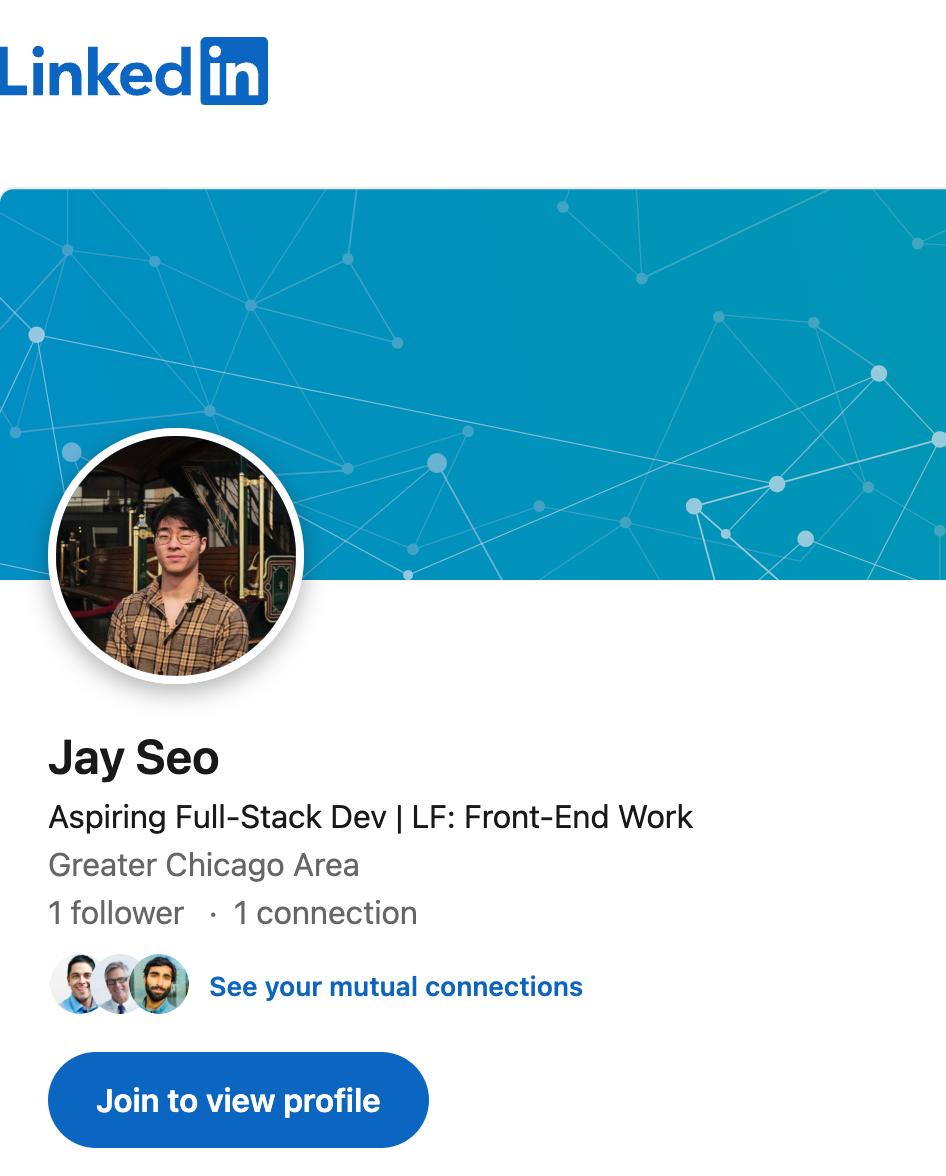 Linkedin
Jay Seo
Aspiring Full-Stack Dev | LF: Front-End Work
Greater Chicago Area
1 follower · 1 connection
See your mutual connections
Join to view profile